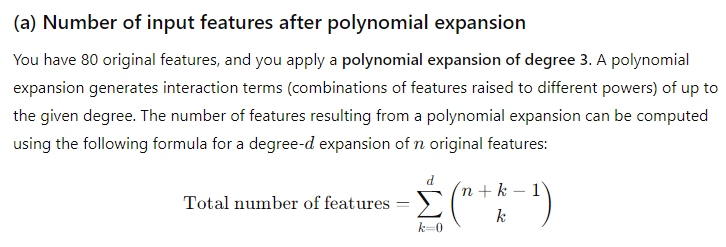 (a) Number of input features after polynomial expansion
You have 80 original features, and you apply a polynomial expansion of degree 3. A polynomial
expansion generates interaction terms (combinations of features raised to different powers) of up to
the given degree. The number of features resulting from a polynomial expansion can be computed
using the following formula for a degree-d expansion of n original features:
Total number of features = \sum_{k=0}^{d} \binom{n + k - 1}{k}